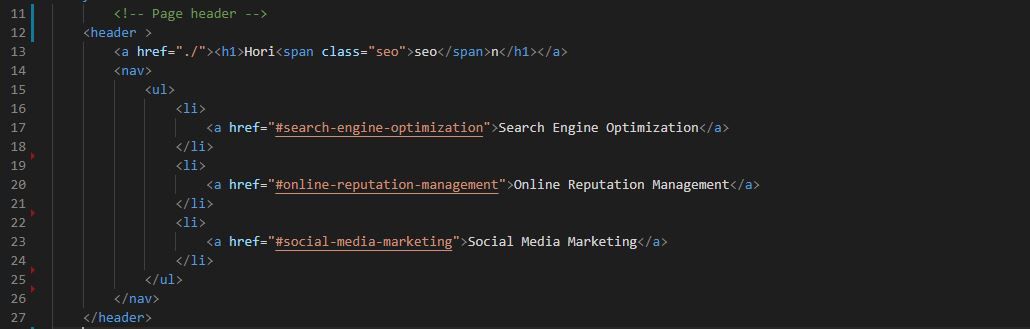 11 <!-- Page header -->
12 <header >
13 <a href="./"><h1>Hori<span class="seo">seo</span>n</h1></a>
14 <nav>
15 <ul>
16 <li>
17 <a href="#search-engine-optimization">Search Engine Optimization</a>
18 </li>
19 <li>
20 <a href="#online-reputation-management">Online Reputation Management</a>
21 </li>
22 <li>
23 <a href="#social-media-marketing">Social Media Marketing</a>
24 </li>
25 </ul>
26 </nav>
27 </header>